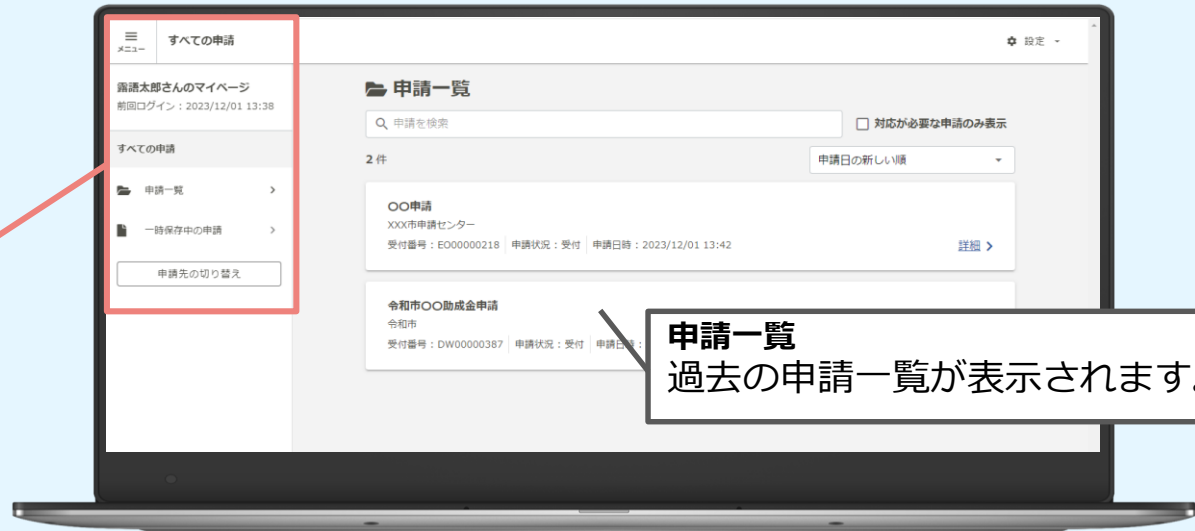 メニュー
すべての申請
設定
露語太郎さんのマイページ
前回ログイン：2023/12/01 13:38
すべての申請
申請一覧
一時保存中の申請
申請先の切り替え
申請一覧
申請を検索
対応が必要な申請のみ表示
2 件
申請日の新しい順
〇〇申請
XXX市申請センター
受付番号：EO00000218 申請状況：受付 申請日時：2023/12/01 13:42
詳細
令和市〇〇助成金申請
令和市
受付番号：DW00000387 申請状況：受付 申請日時：
申請一覧
過去の申請一覧が表示されます。